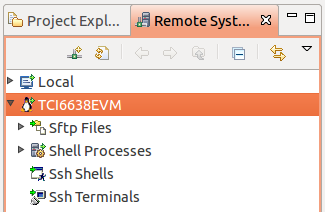 Project Expl... Remote Syst...
Local
TCI6638EVM
Sftp Files
Shell Processes
Ssh Shells
Ssh Terminals